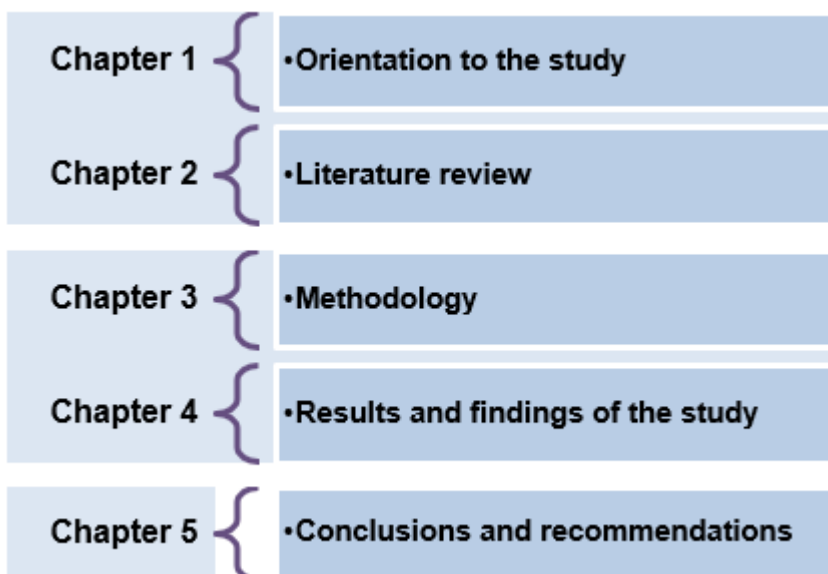 Chapter 1 •Orientation to the study
Chapter 2 •Literature review
Chapter 3 •Methodology
Chapter 4 •Results and findings of the study
Chapter 5 •Conclusions and recommendations